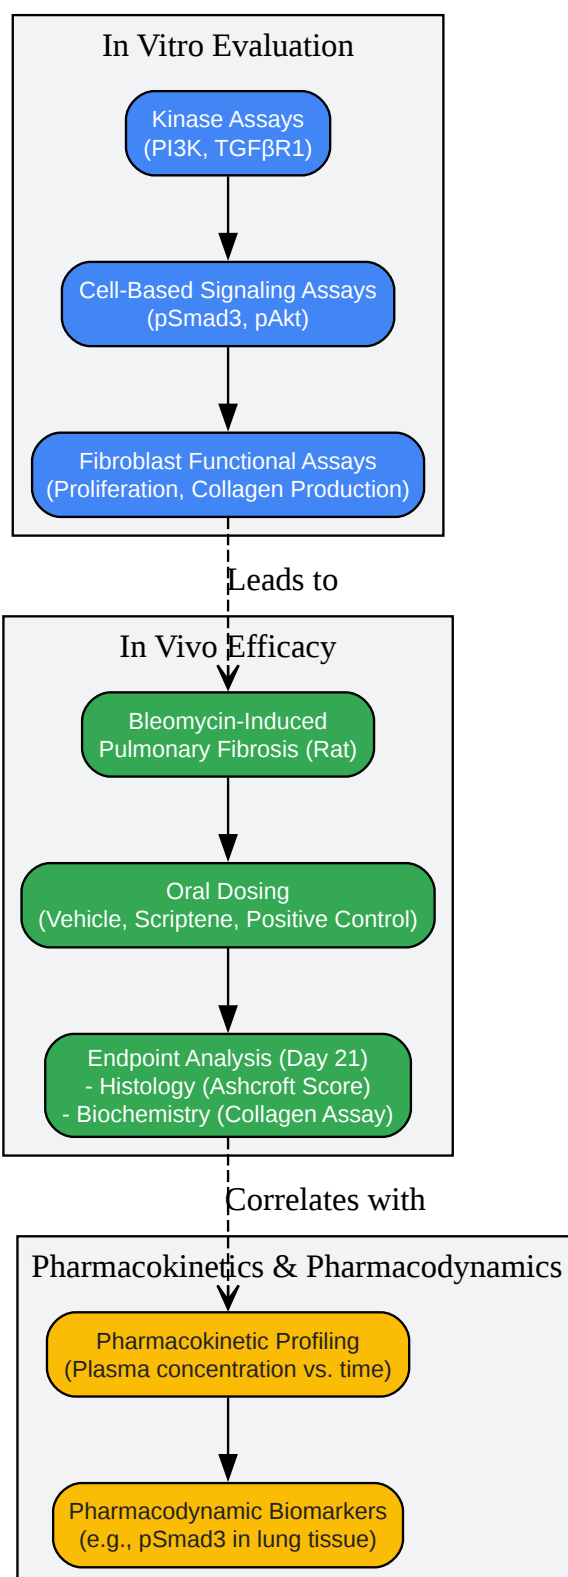 In Vitro Evaluation
Kinase Assays
(PI3K, TGFβR1)
Cell-Based Signaling Assays
(pSmad3, pAkt)
Fibroblast Functional Assays
(Proliferation, Collagen Production)
Leads to
In Vivo Efficacy
Bleomycin-Induced
Pulmonary Fibrosis (Rat)
Oral Dosing
(Vehicle, Scriptene, Positive Control)
Endpoint Analysis (Day 21)
- Histology (Ashcroft Score)
- Biochemistry (Collagen Assay)
Correlates with
Pharmacokinetics & Pharmacodynamics
Pharmacokinetic Profiling
(Plasma concentration vs. time)
Pharmacodynamic Biomarkers
(e.g., pSmad3 in lung tissue)